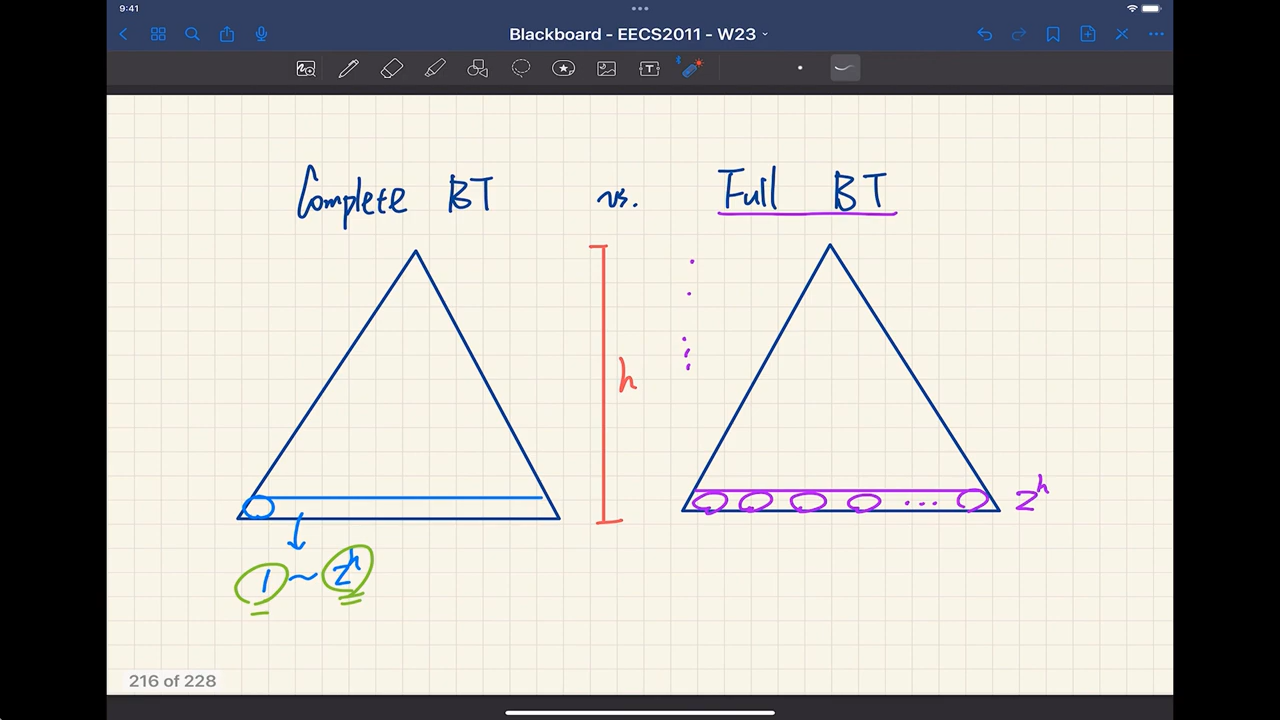 9:41
Blackboard - EECS2011 - W23
T
Complete BT vs. Full BT
h
... 2^h
1 ~ 2^h
216 of 228